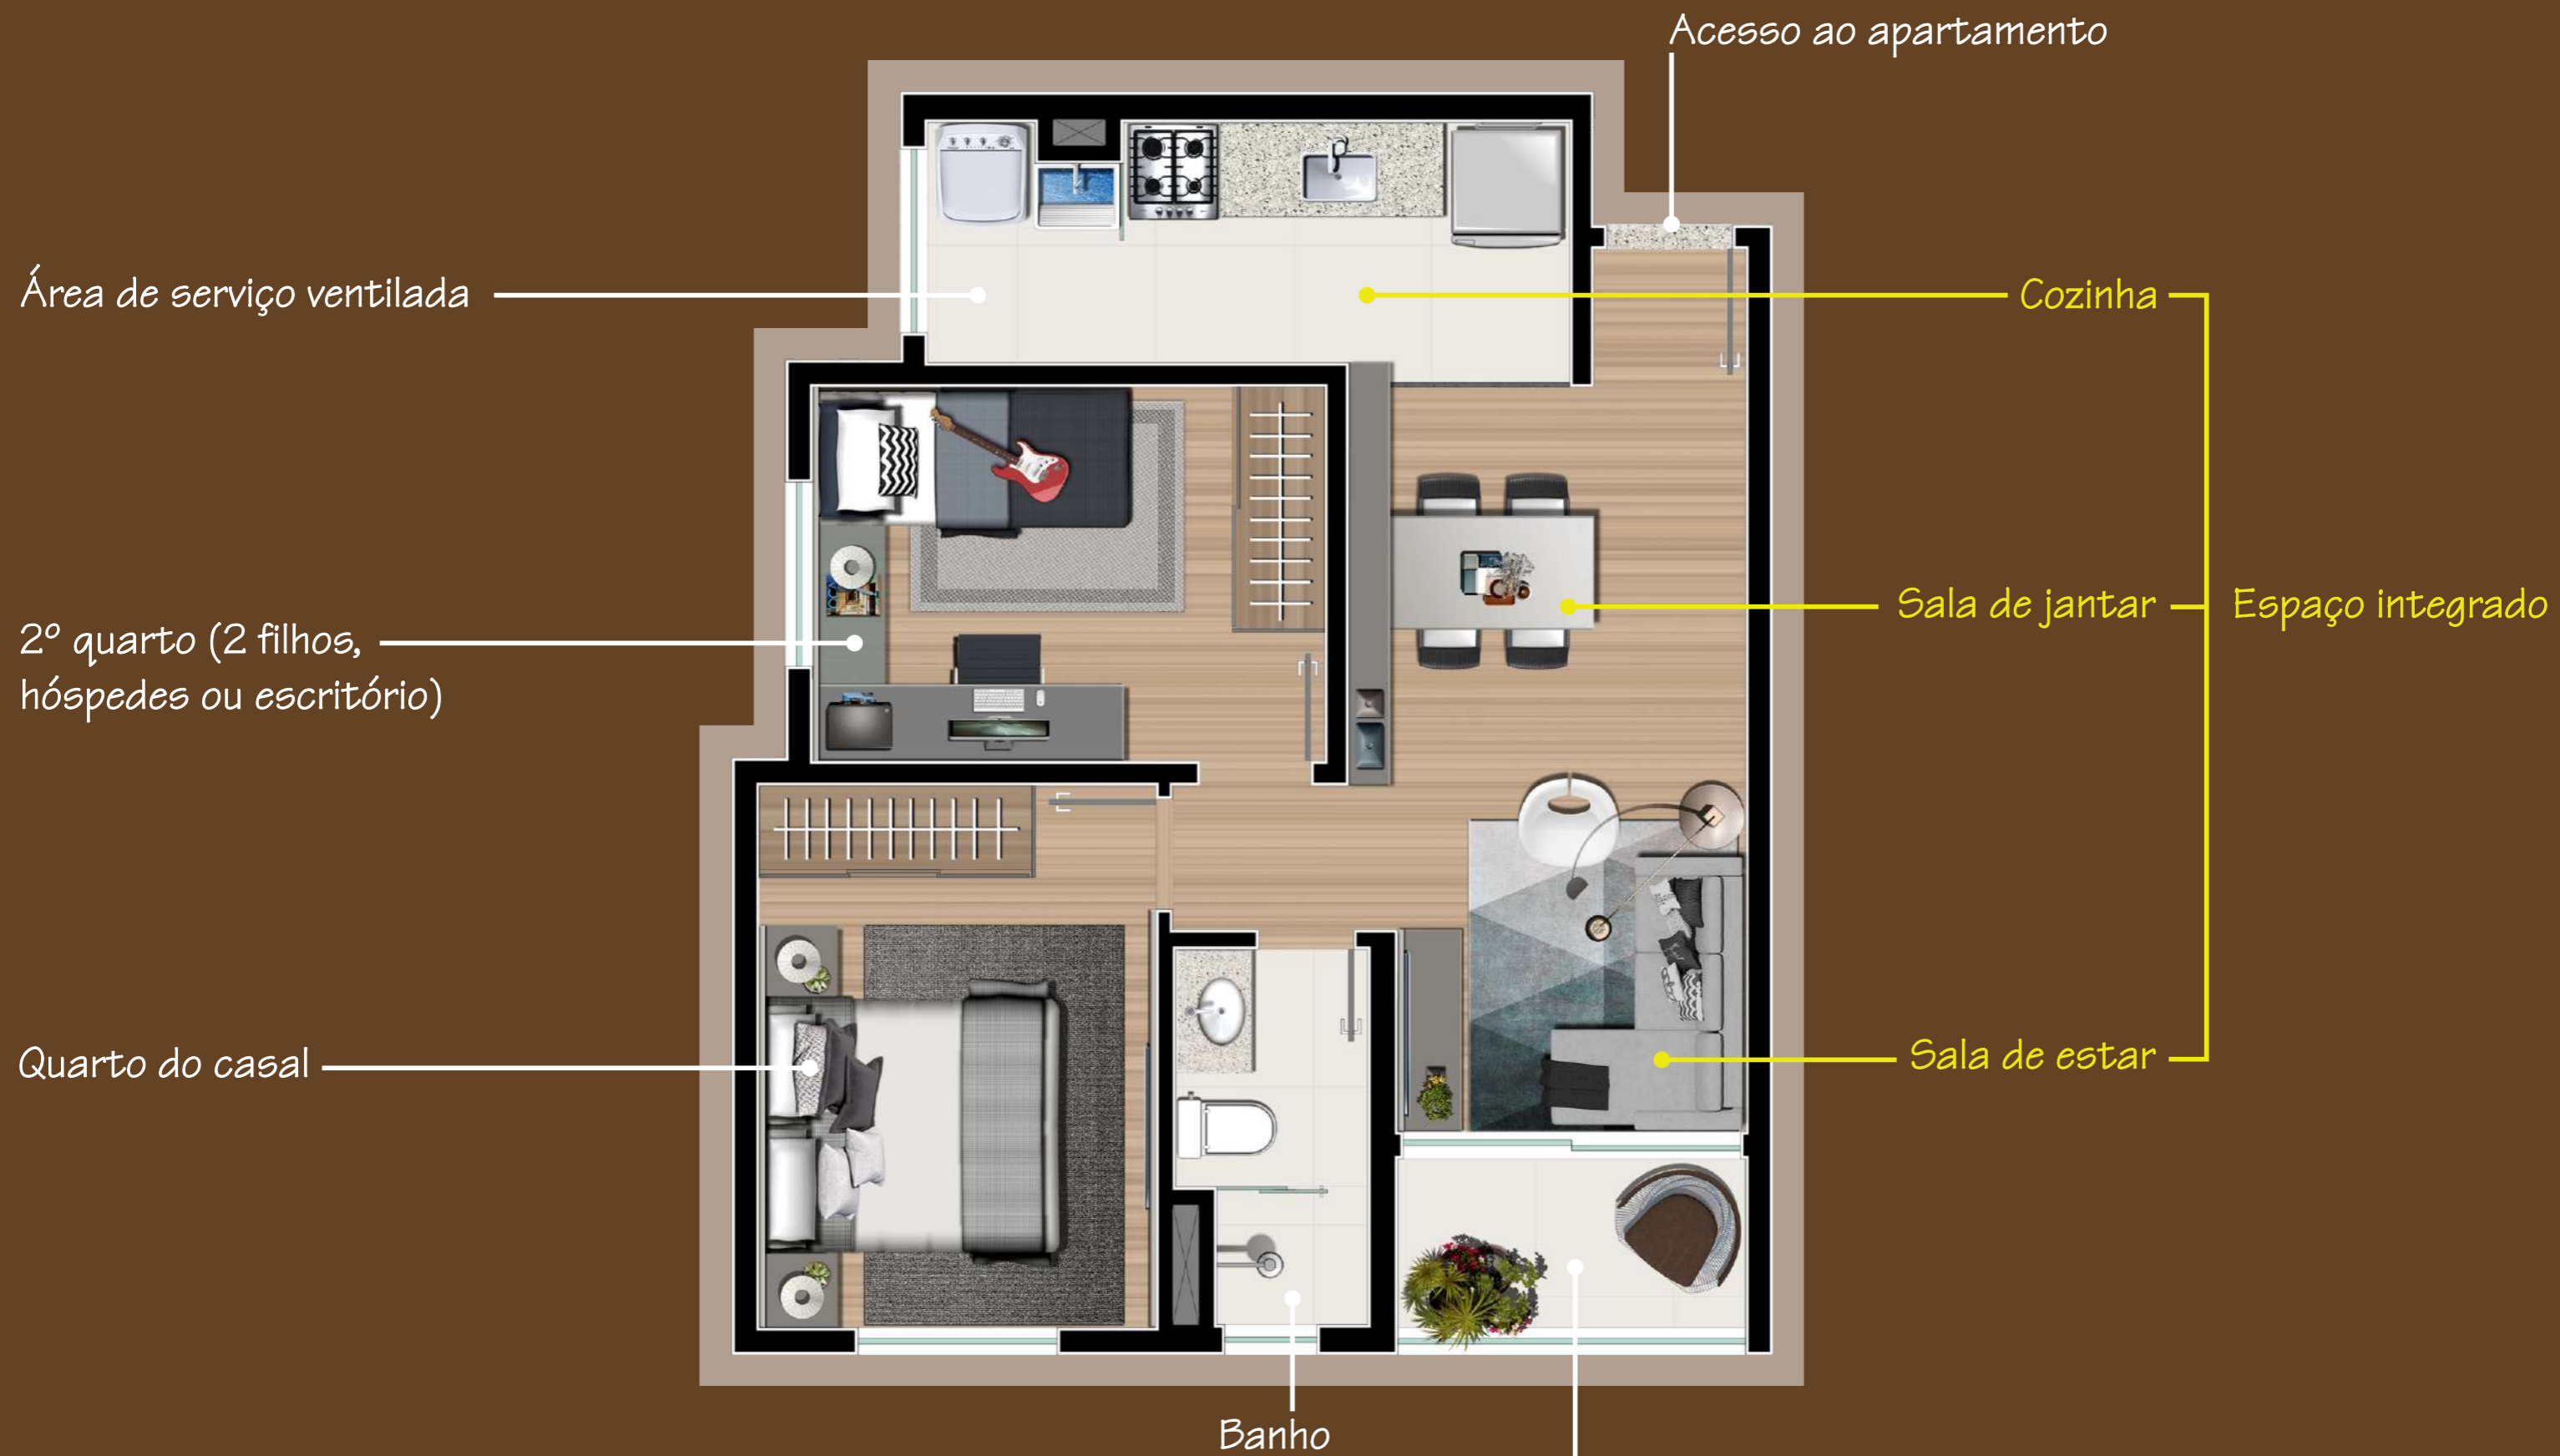 Acesso ao apartamento
Área de serviço ventilada
Cozinha
Sala de jantar
Espaço integrado
2º quarto (2 filhos,
hóspedes ou escritório)
Quarto do casal
Sala de estar
Banho